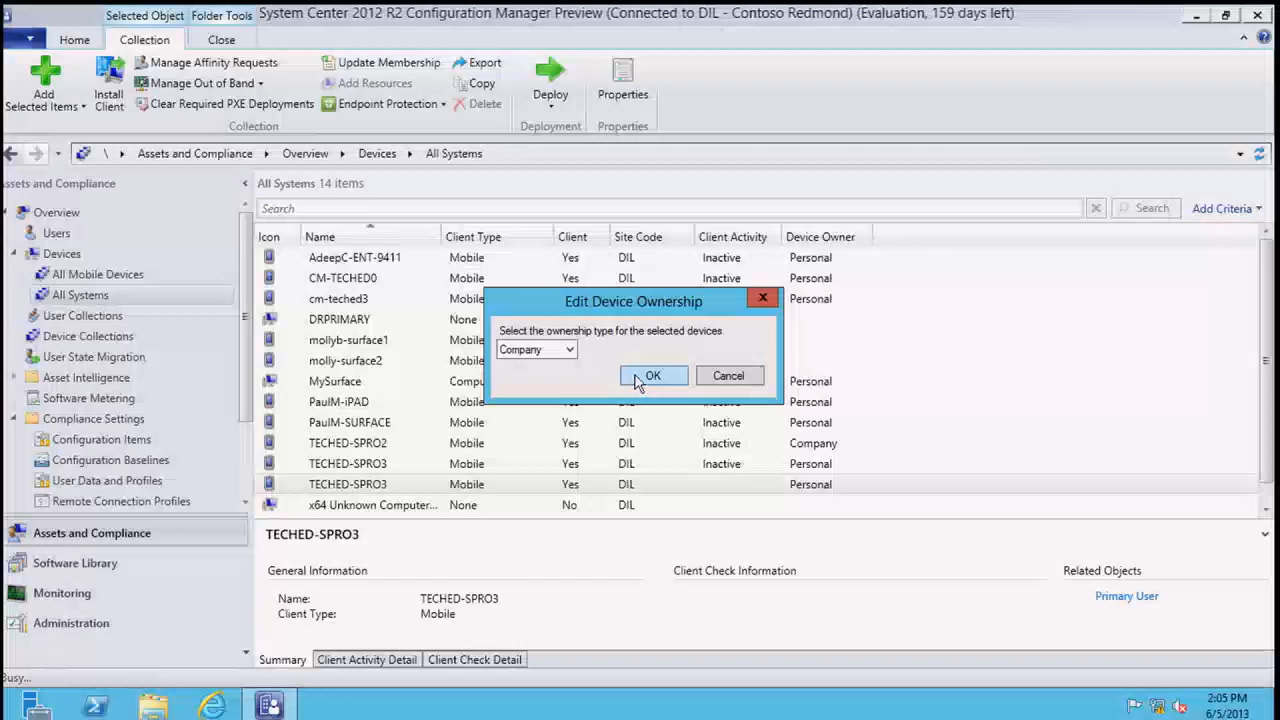 Selected Object Folder Tools System Center 2012 R2 Configuration Manager Preview (Connected to DIL - Contoso Redmond) (Evaluation, 159 days left)
Home Collection Close
Add Selected Items
Install Client
Manage Affinity Requests
Manage Out of Band
Clear Required PXE Deployments
Update Membership
Add Resources
Endpoint Protection
Export
Copy
Delete
Deploy
Properties
Collection Deployment Properties
\ Assets and Compliance Overview Devices All Systems
ssets and Compliance
Overview
Users
Devices
All Mobile Devices
All Systems
User Collections
Device Collections
User State Migration
Asset Intelligence
Software Metering
Compliance Settings
Configuration Items
Configuration Baselines
User Data and Profiles
Remote Connection Profiles
Assets and Compliance
Software Library
Monitoring
Administration
All Systems 14 items
Search Search Add Criteria
Icon Name Client Type Client Site Code Client Activity Device Owner
AdeepC-ENT-9411 Mobile Yes DIL Inactive Personal
CM-TECHED0 Mobile Yes DIL Inactive Personal
cm-teched3 Mobile Personal
DRPRIMARY None
mollyb-surface1 Mobile
molly-surface2 Mobile
MySurface Compu Personal
PaulM-iPAD Mobile Yes DIL Inactive Personal
PaulM-SURFACE Mobile Yes DIL Inactive Personal
TECHED-SPRO2 Mobile Yes DIL Inactive Company
TECHED-SPRO3 Mobile Yes DIL Inactive Personal
TECHED-SPRO3 Mobile Yes DIL Personal
x64 Unknown Computer... None No DIL
Edit Device Ownership
Select the ownership type for the selected devices
Company
OK Cancel
TECHED-SPRO3
General Information Client Check Information Related Objects
Name: TECHED-SPRO3 Primary User
Client Type: Mobile
Summary Client Activity Detail Client Check Detail
Busy...
2:05 PM
6/5/2013